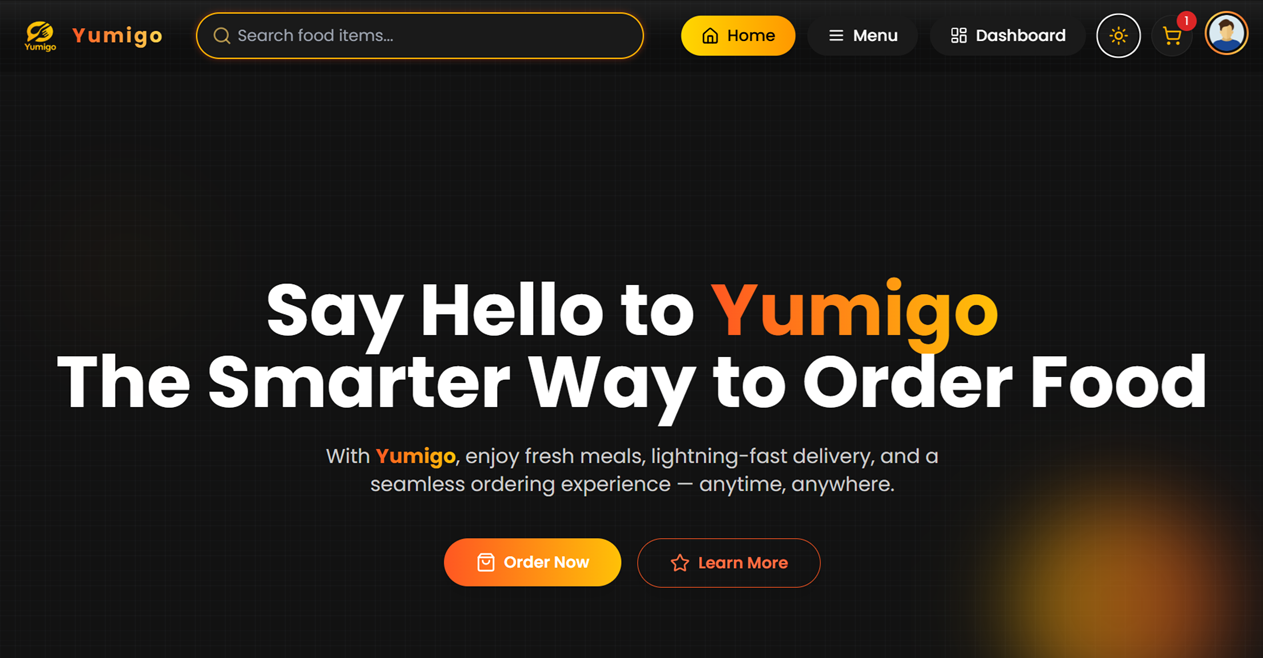 Yumigo
Yumigo
Search food items...
Home
Menu
Dashboard
1
Say Hello to Yumigo
The Smarter Way to Order Food
With Yumigo, enjoy fresh meals, lightning-fast delivery, and a
seamless ordering experience — anytime, anywhere.
Order Now
Learn More